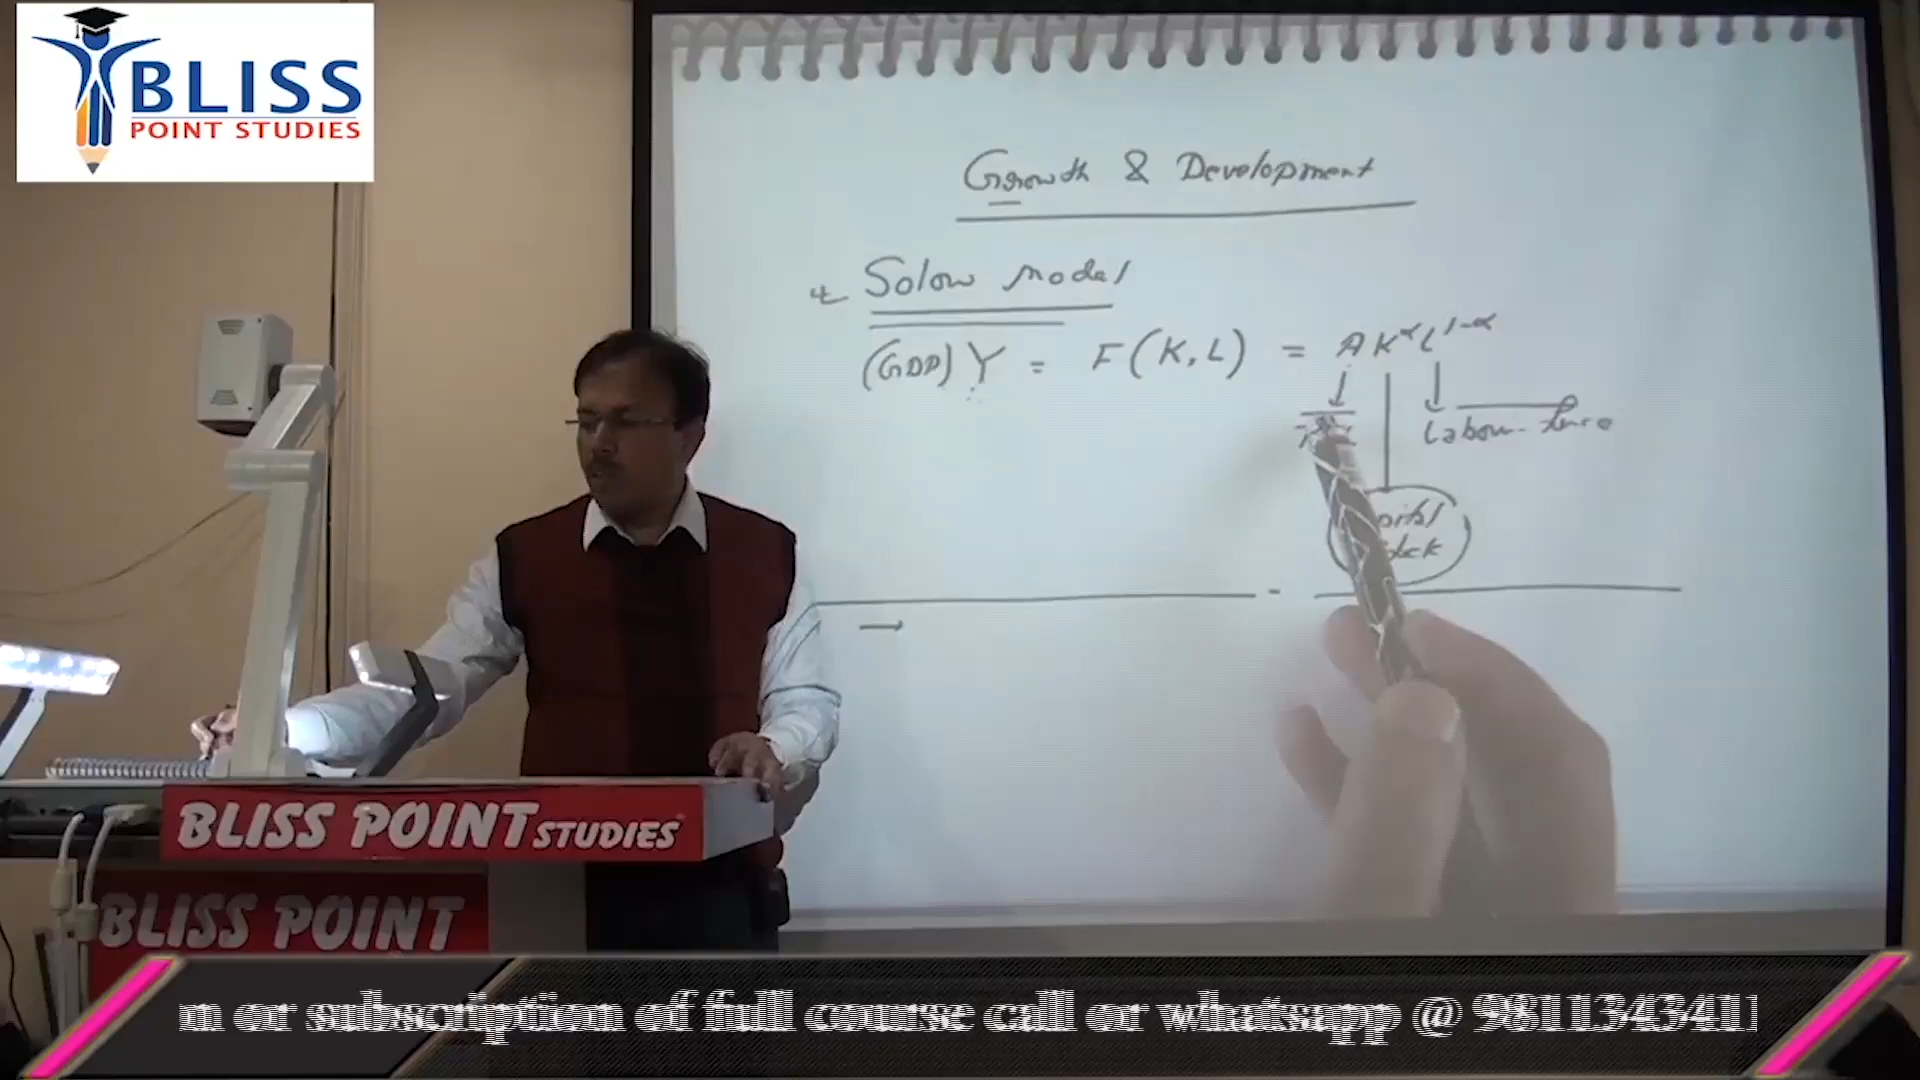 BLISS
POINT STUDIES
Growth & Development
Solow model
(GDP) Y = F(K, L) = AK^α L^1-α
Labour force
BLISS POINT STUDIES
BLISS POINT
m or subscription of full course call or whatsapp @ 9811343411